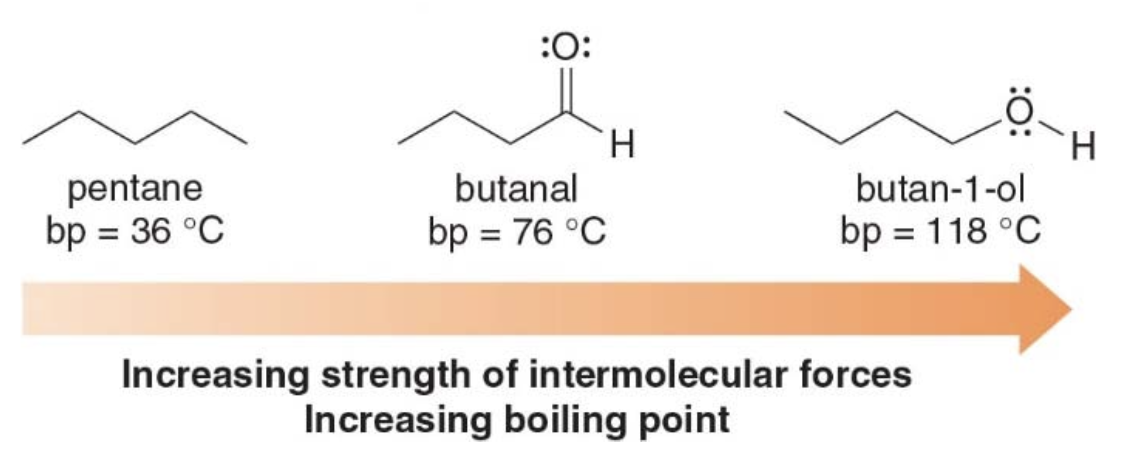 :O:
H
Ö
H
pentane
butanal
butan-1-ol
bp = 36 °C
bp = 76 °C
bp = 118 °C
Increasing strength of intermolecular forces
Increasing boiling point